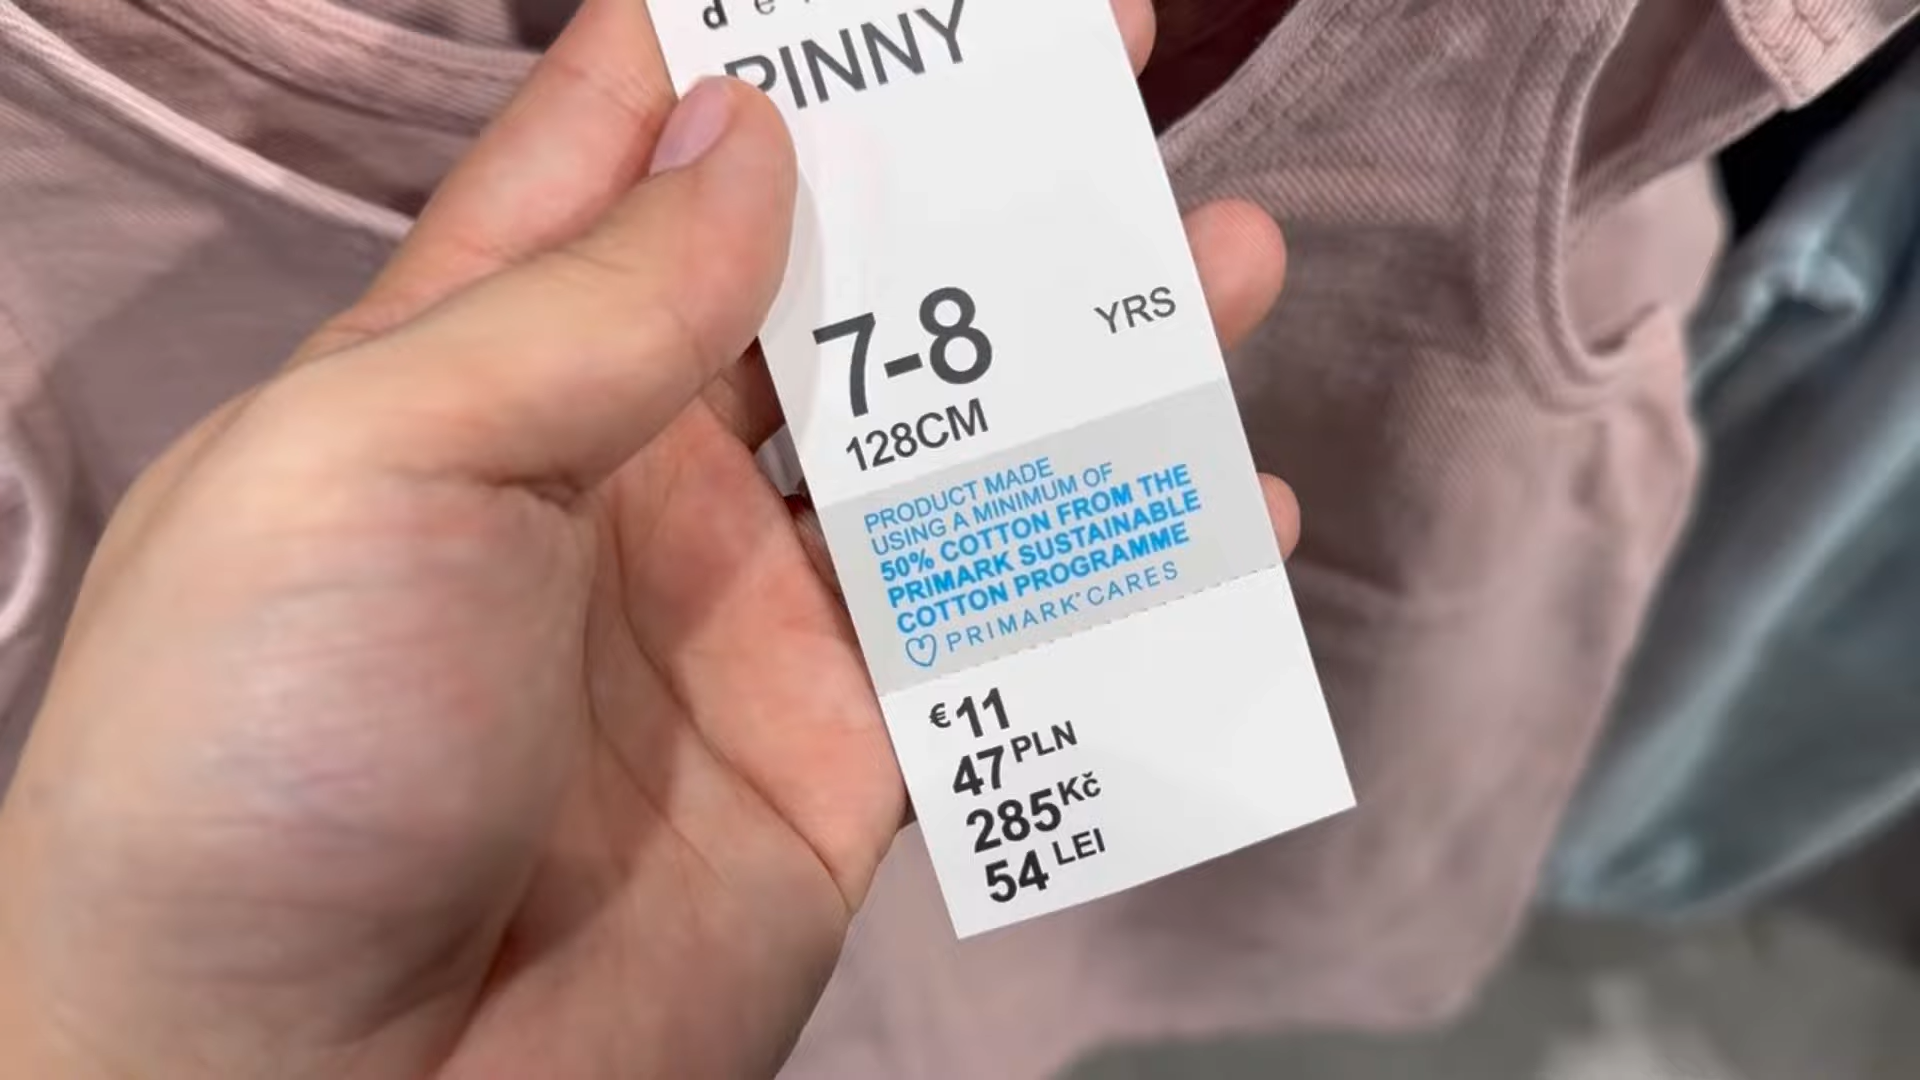 PINNY
7-8 YRS
128CM
PRODUCT MADE
USING A MINIMUM OF
50% COTTON FROM THE
PRIMARK SUSTAINABLE
COTTON PROGRAMME
PRIMARK CARES
€11
47 PLN
285 Kč
54 LEI